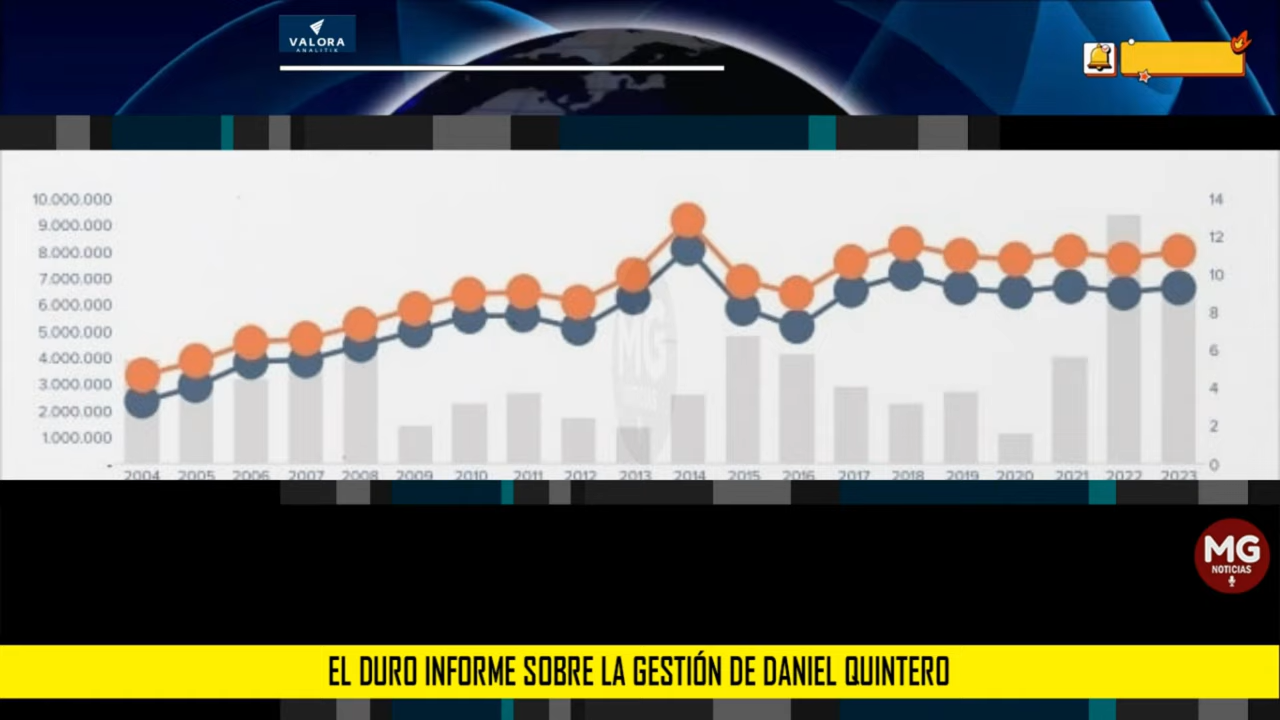 VALORA
ANALITIK
10.000.000
9.000.000
8.000.000
7.000.000
6.000.000
5.000.000
4.000.000
3.000.000
2.000.000
1.000.000
-
14
12
10
8
6
4
2
0
2004 2005 2006 2007 2008 2009 2010 2011 2012 2013 2014 2015 2016 2017 2018 2019 2020 2021 2022 2023
MG
NOTICIAS
MG
NOTICIAS
EL DURO INFORME SOBRE LA GESTIÓN DE DANIEL QUINTERO